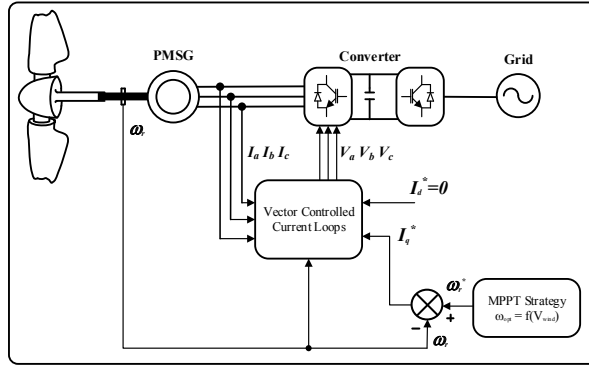 PMSG
Converter
Grid
ωr
Ia Ib Ic
Va Vb Vc
Id*=0
Vector Controlled
Current Loops
Iq*
ωr*
MPPT Strategy
ωopt = f(Vwind)
+
−
ωr